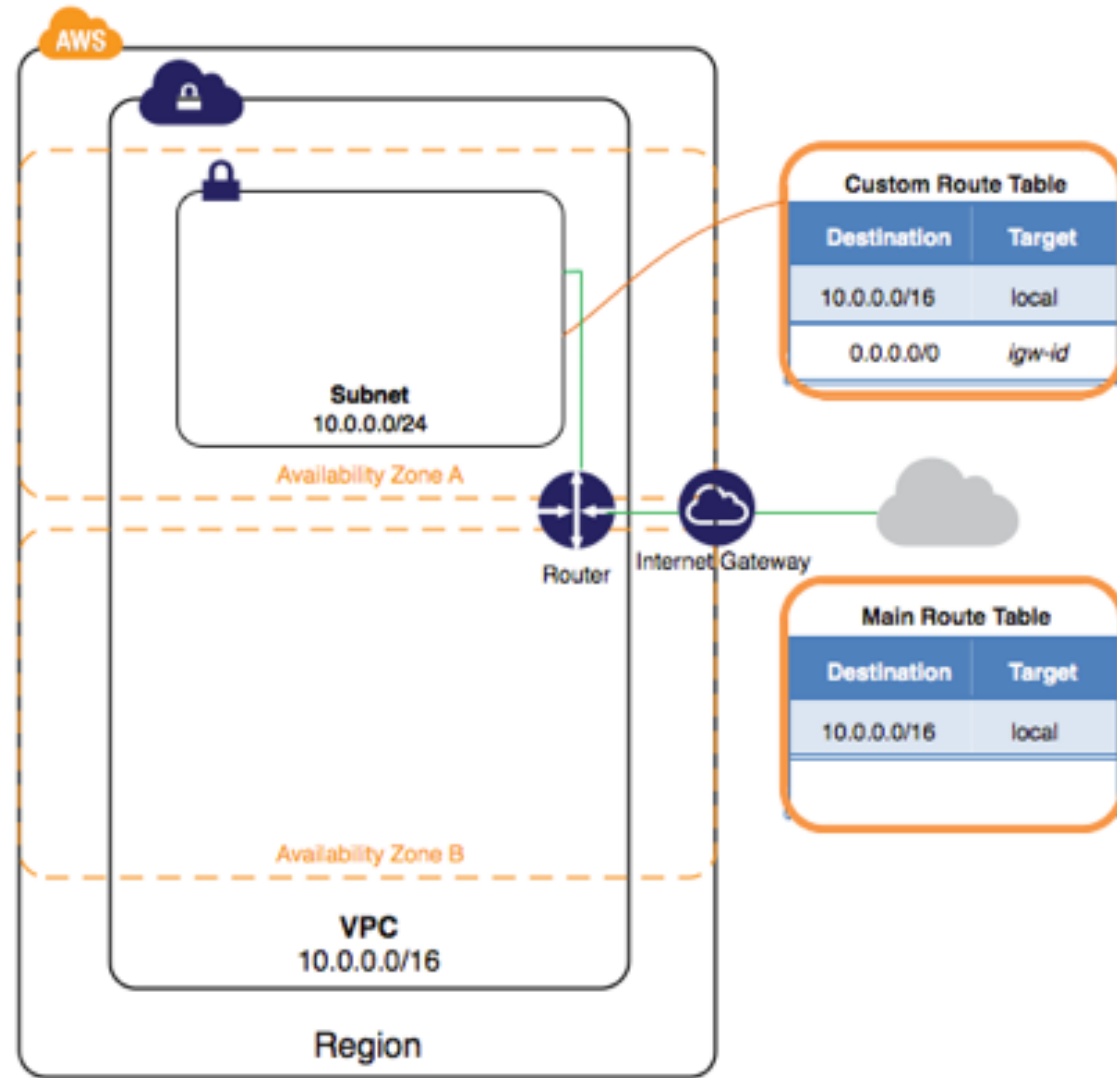 AWS
Custom Route Table
Destination Target
10.0.0.0/16 local
0.0.0.0/0 igw-id
Subnet
10.0.0.0/24
Availability Zone A
Router
Internet Gateway
Main Route Table
Destination Target
10.0.0.0/16 local
Availability Zone B
VPC
10.0.0.0/16
Region